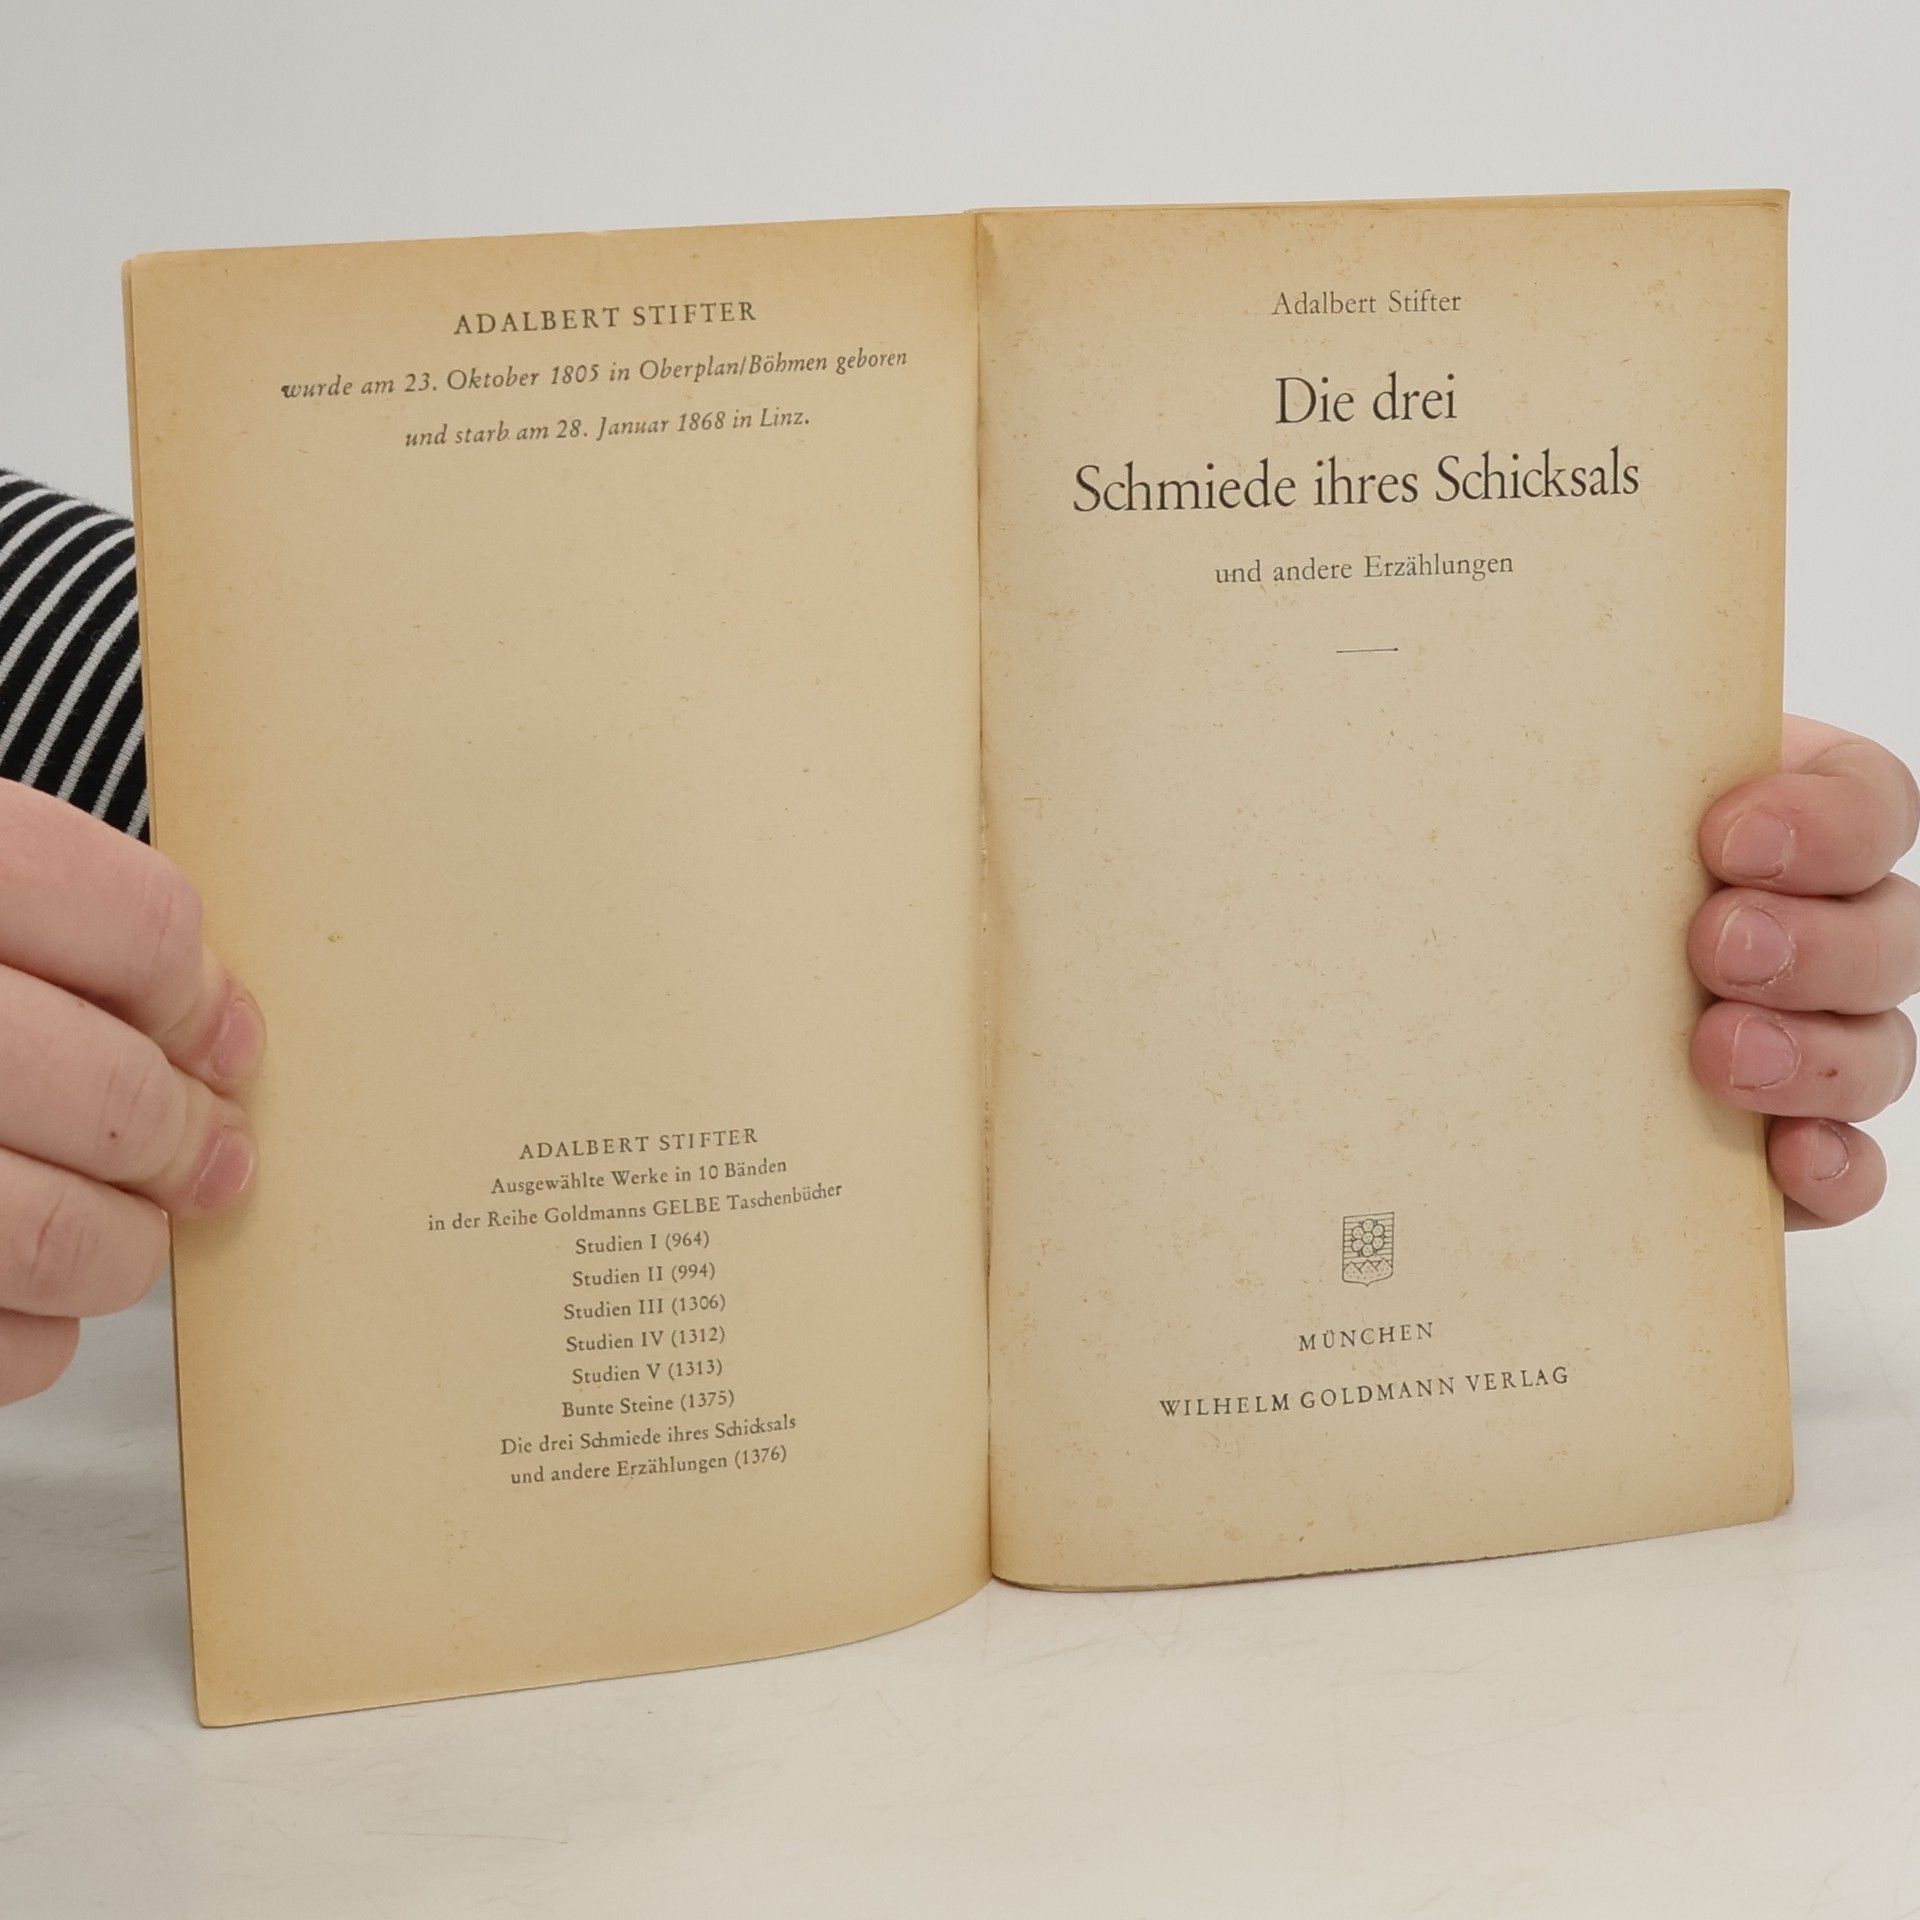 ADALBERT STIFTER
wurde am 23. Oktober 1805 in Oberplan/Böhmen geboren
und starb am 28. Januar 1868 in Linz.
ADALBERT STIFTER
Ausgewählte Werke in 10 Bänden
in der Reihe Goldmanns GELBE Taschenbücher
Studien I (964)
Studien II (994)
Studien III (1306)
Studien IV (1312)
Studien V (1313)
Bunte Steine (1375)
Die drei Schmiede ihres Schicksals
und andere Erzählungen (1376)
Adalbert Stifter
Die drei
Schmiede ihres Schicksals
und andere Erzählungen
MÜNCHEN
WILHELM GOLDMANN VERLAG